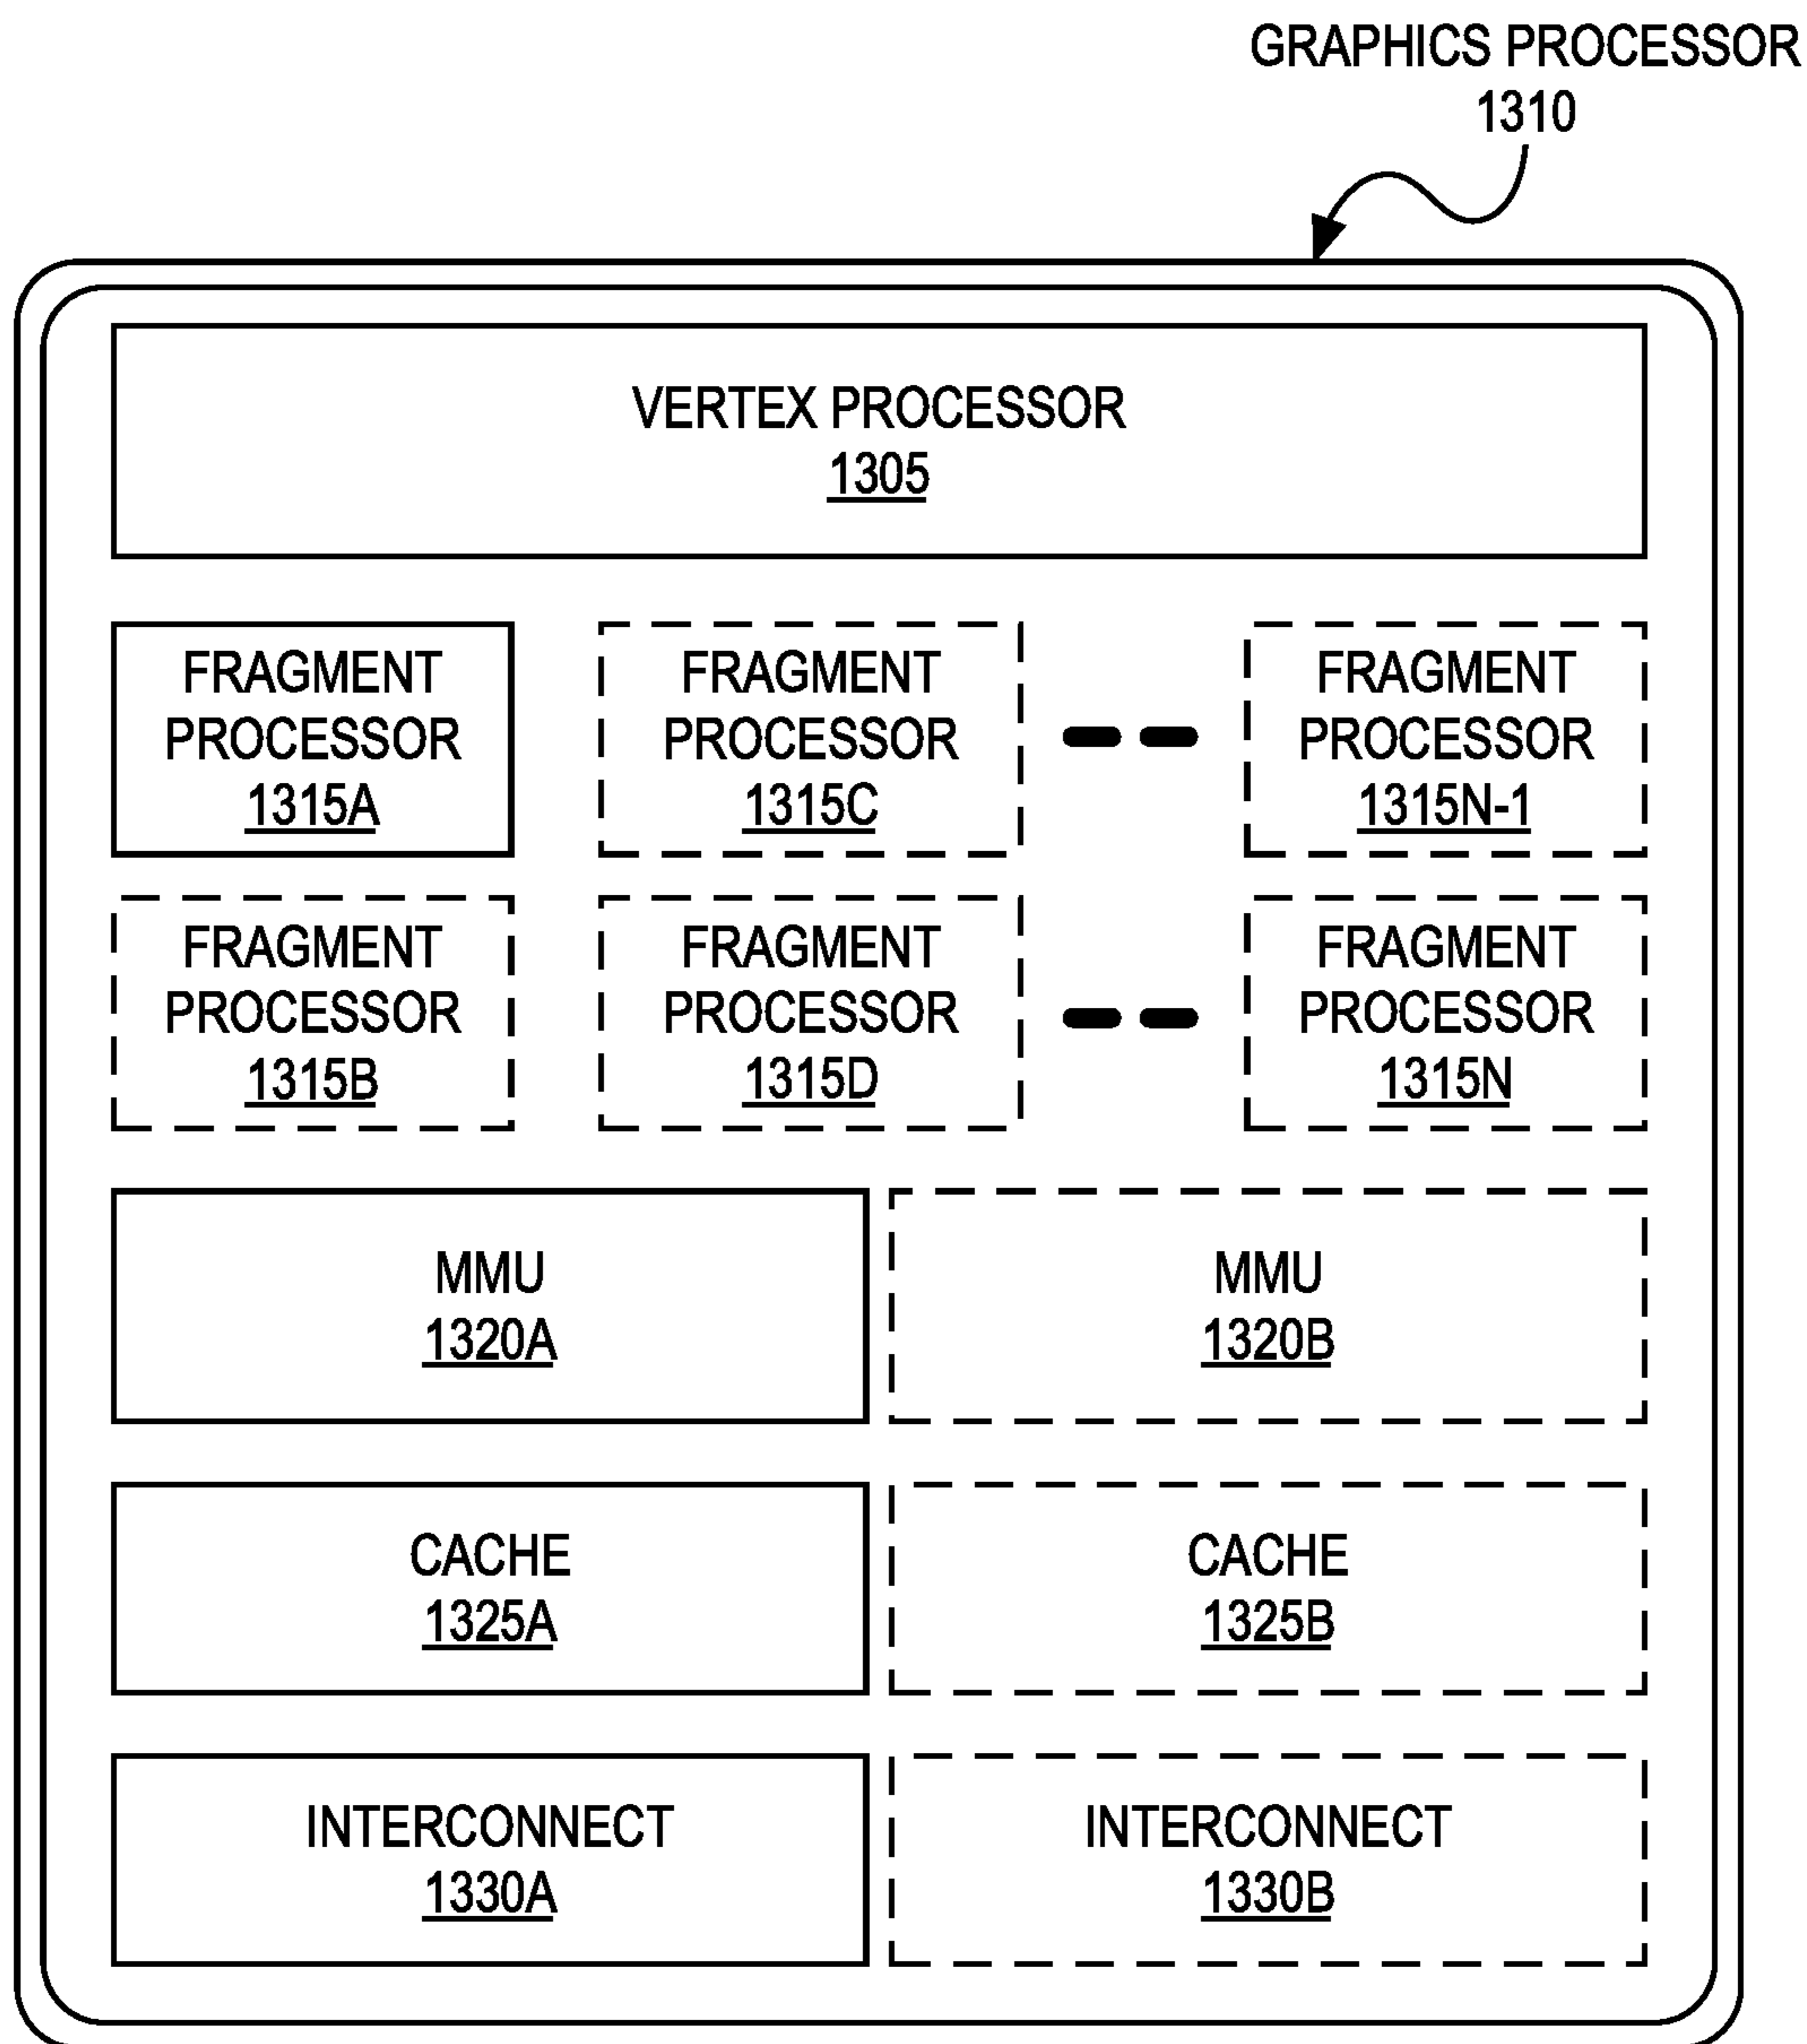 GRAPHICS PROCESSOR
1310
VERTEX PROCESSOR
1305
FRAGMENT
PROCESSOR
1315A
FRAGMENT
PROCESSOR
1315C
FRAGMENT
PROCESSOR
1315N-1
FRAGMENT
PROCESSOR
1315B
FRAGMENT
PROCESSOR
1315D
FRAGMENT
PROCESSOR
1315N
MMU
1320A
MMU
1320B
CACHE
1325A
CACHE
1325B
INTERCONNECT
1330A
INTERCONNECT
1330B